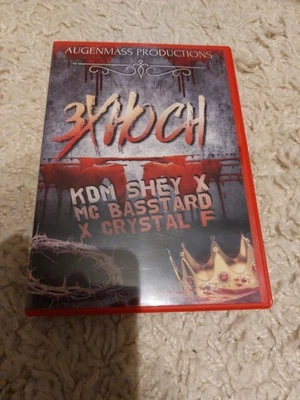 AUGENMASS PRODUCTIONS
3XHOCH
KDM SHEY X
MC BASSTARD
X CRYSTAL F